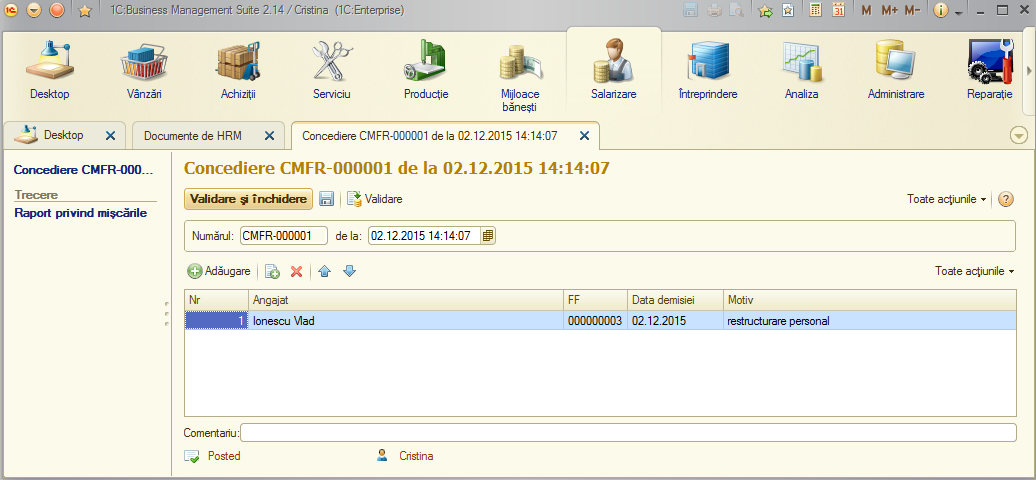 1C:Business Management Suite 2.14 / Cristina (1C:Enterprise)
M M+ M-
Desktop
Vânzări
Achiziții
Serviciu
Producție
Mijloace bănești
Salarizare
Întreprindere
Analiza
Administrare
Reparație
Desktop
Documente de HRM
Concediere CMFR-000001 de la 02.12.2015 14:14:07
Concediere CMFR-000...
Trecere
Raport privind mișcările
Concediere CMFR-000001 de la 02.12.2015 14:14:07
Validare și închidere
Validare
Toate acțiunile
Numărul: CMFR-000001 de la: 02.12.2015 14:14:07
Adăugare
Toate acțiunile
Nr Angajat FF Data demisiei Motiv
1 Ionescu Vlad 000000003 02.12.2015 restructurare personal
Comentariu:
Posted Cristina